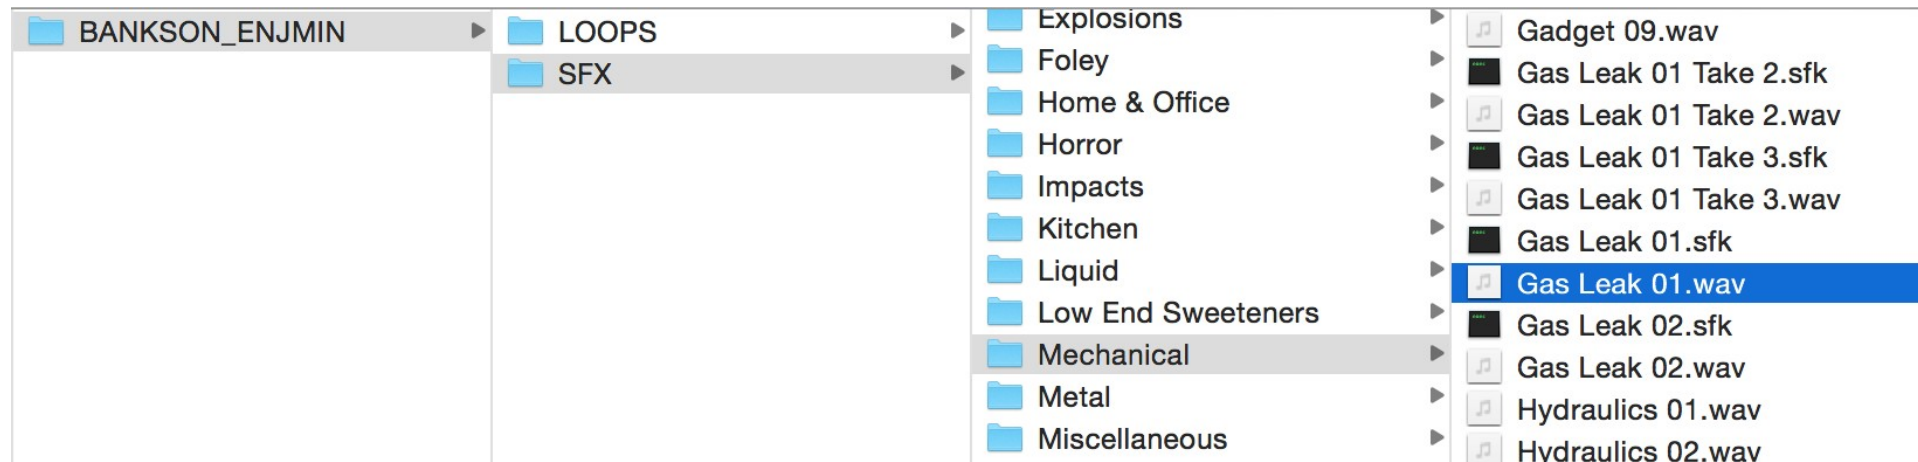 BANKSON_ENJMIN
LOOPS
SFX
Explosions
Foley
Home & Office
Horror
Impacts
Kitchen
Liquid
Low End Sweeteners
Mechanical
Metal
Miscellaneous
Gadget 09.wav
Gas Leak 01 Take 2.sfk
Gas Leak 01 Take 2.wav
Gas Leak 01 Take 3.sfk
Gas Leak 01 Take 3.wav
Gas Leak 01.sfk
Gas Leak 01.wav
Gas Leak 02.sfk
Gas Leak 02.wav
Hydraulics 01.wav
Hydraulics 02.wav